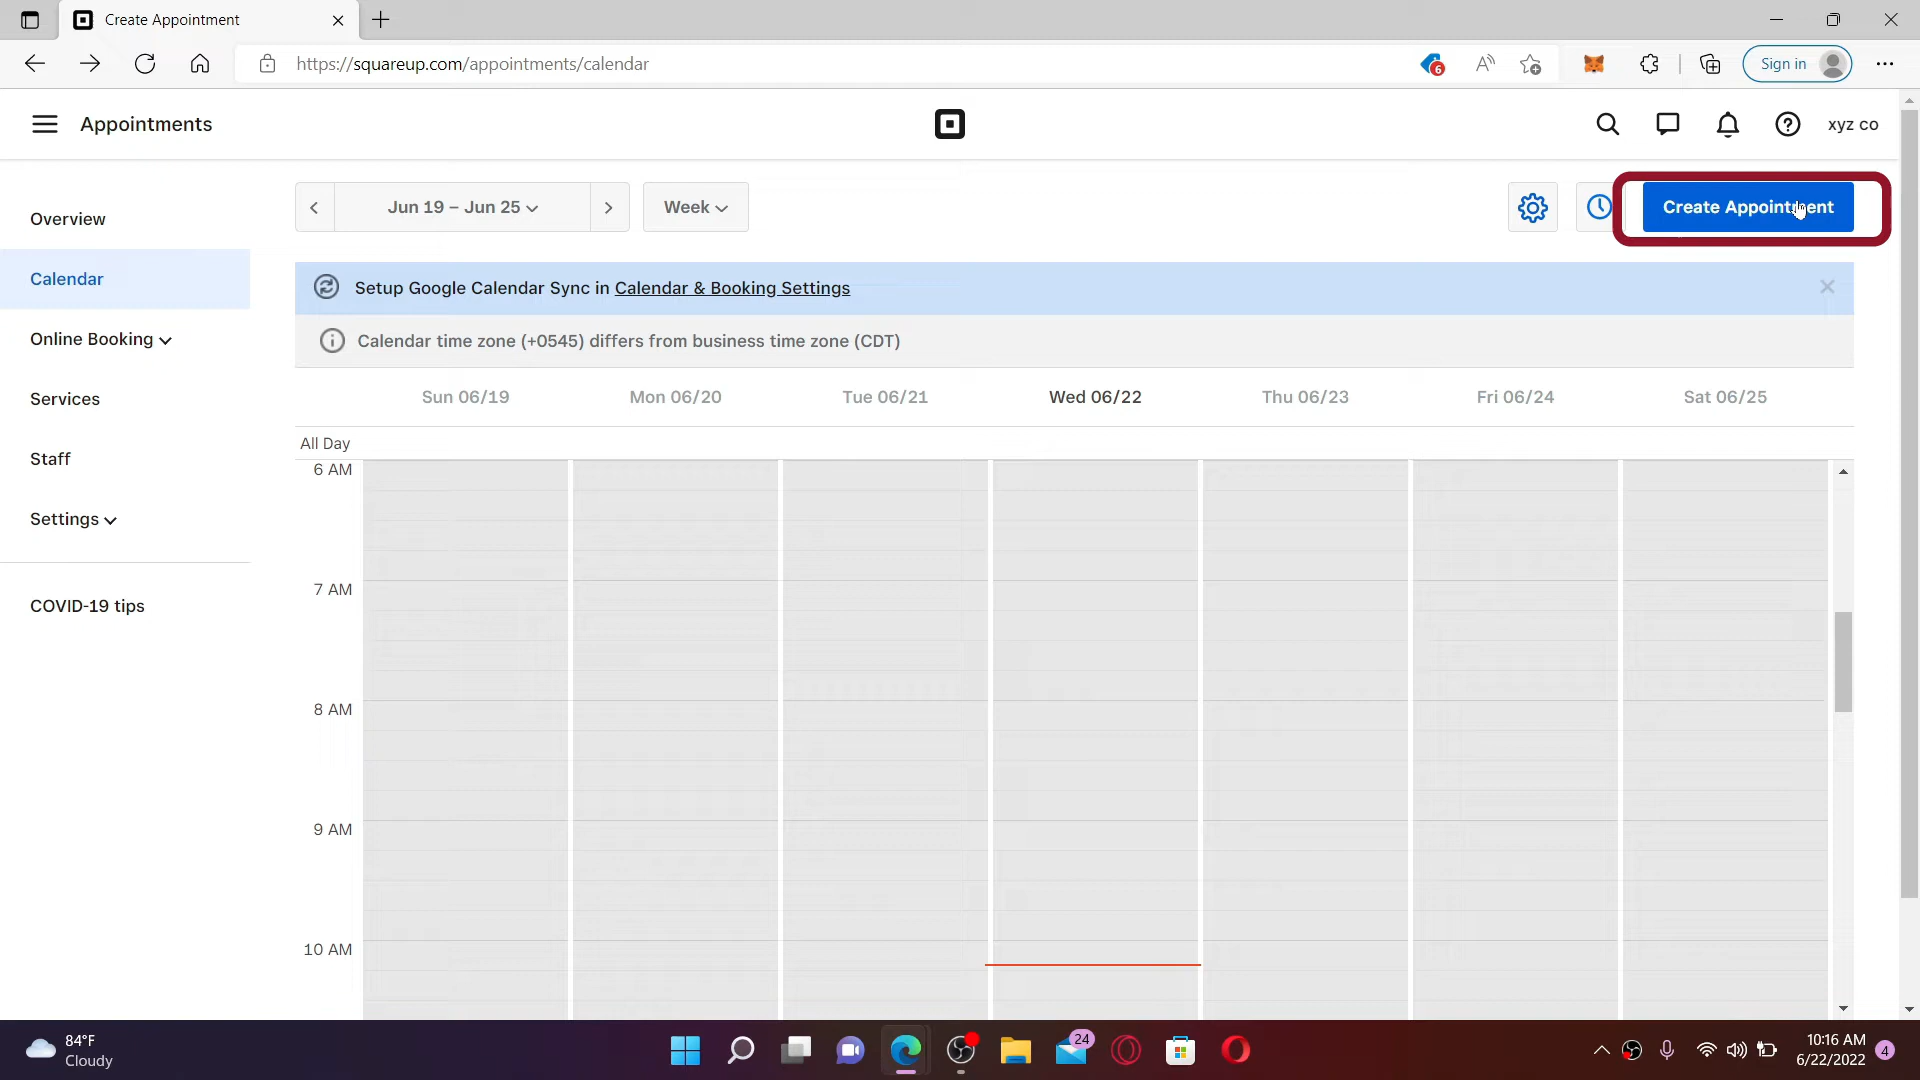 Create Appointment
https://squareup.com/appointments/calendar
6
Sign in
Appointments
xyz co
Jun 19 – Jun 25
Week
Create Appointment
Overview
Calendar
Online Booking
Services
Staff
Settings
COVID-19 tips
Setup Google Calendar Sync in Calendar & Booking Settings
Calendar time zone (+0545) differs from business time zone (CDT)
Sun 06/19
Mon 06/20
Tue 06/21
Wed 06/22
Thu 06/23
Fri 06/24
Sat 06/25
All Day
6 AM
7 AM
8 AM
9 AM
10 AM
84°F
Cloudy
24
10:16 AM
6/22/2022
4